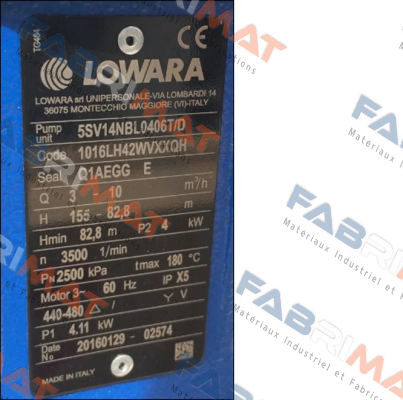 TG454
CE
LOWARA
LOWARA srl UNIPERSONALE-VIA LOMBARDI 14
36075 MONTECCHIO MAGGIORE (VI)-ITALY
Pump unit 5SV14NBL0406T/D
Code 1016LH42WVXXQH
Seal Q1AEGG E
Q 3 - 10 m³/h
H 155 - 82,8 m
Hmin 82,8 m P2 4 kW
n 3500 1/min
PN 2500 kPa tmax 180 °C
Motor 3~ 60 Hz IP X5
440-480 △ / Y V
P1 4.11 kW
Date No 20160129 - 02574
MADE IN ITALY
FABRIMAT
Matériaux Industriel et Divers
FABRIMAT
Matériaux Industriel et Divers